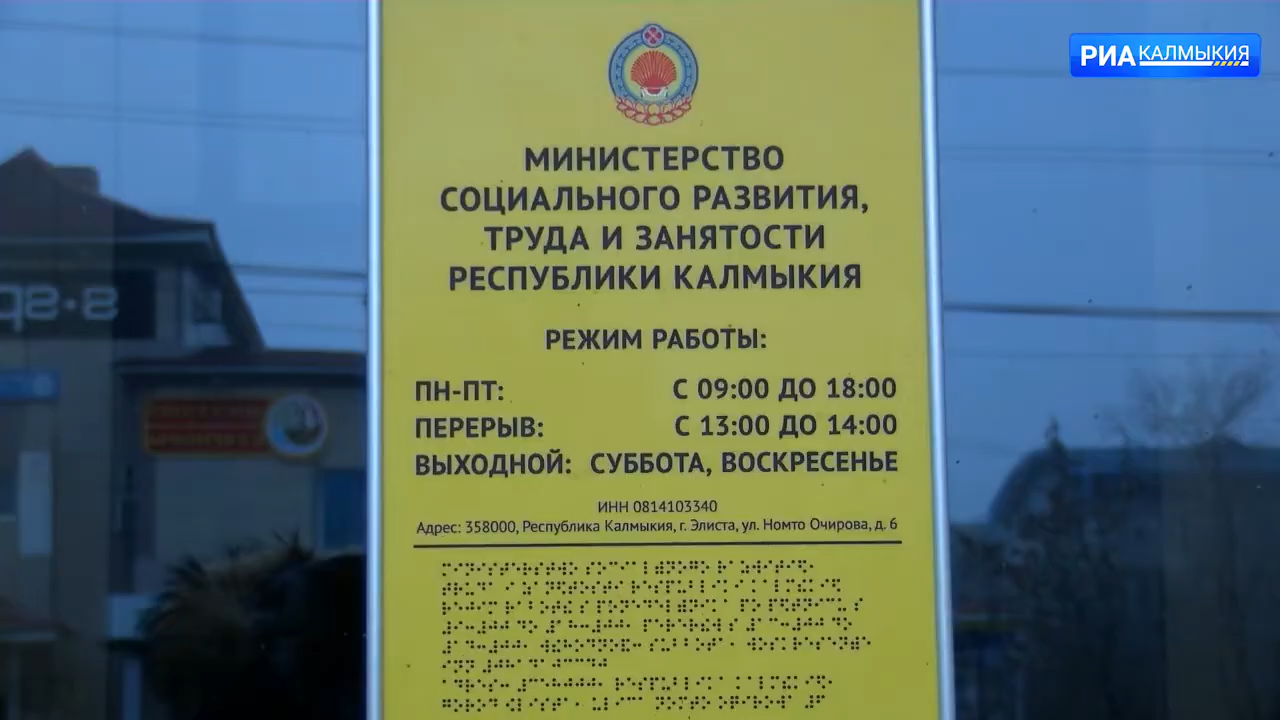 РИА КАЛМЫКИЯ
МИНИСТЕРСТВО
СОЦИАЛЬНОГО РАЗВИТИЯ,
ТРУДА И ЗАНЯТОСТИ
РЕСПУБЛИКИ КАЛМЫКИЯ
РЕЖИМ РАБОТЫ:
ПН-ПТ: С 09:00 ДО 18:00
ПЕРЕРЫВ: С 13:00 ДО 14:00
ВЫХОДНОЙ: СУББОТА, ВОСКРЕСЕНЬЕ
ИНН 0814103340
Адрес: 358000, Республика Калмыкия, г. Элиста, ул. Номто Очирова, д. 6